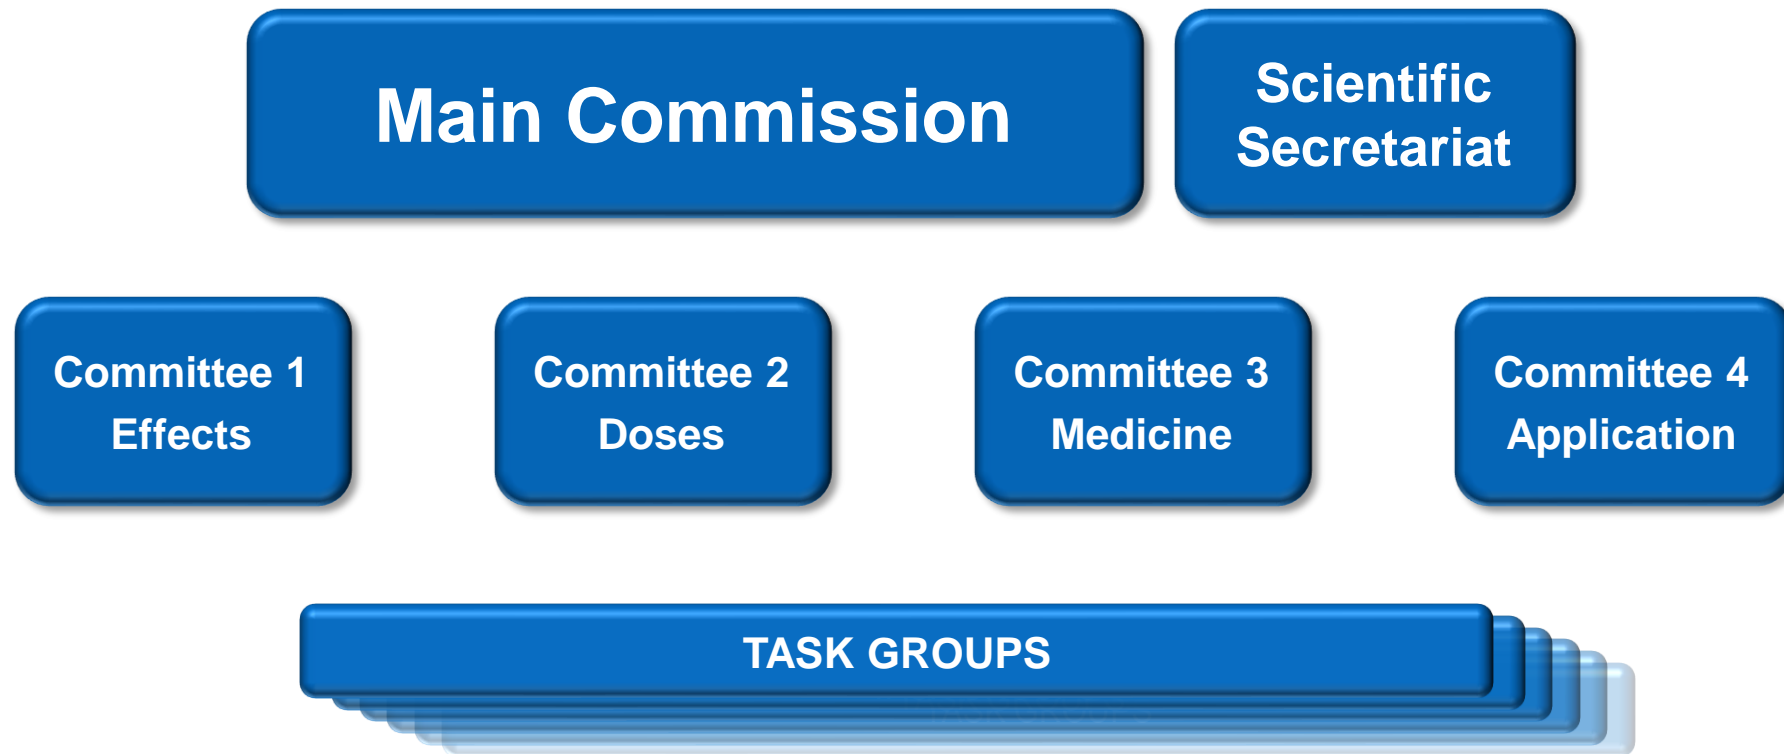 Main Commission
Scientific
Secretariat
Committee 1
Effects
Committee 2
Doses
Committee 3
Medicine
Committee 4
Application
TASK GROUPS